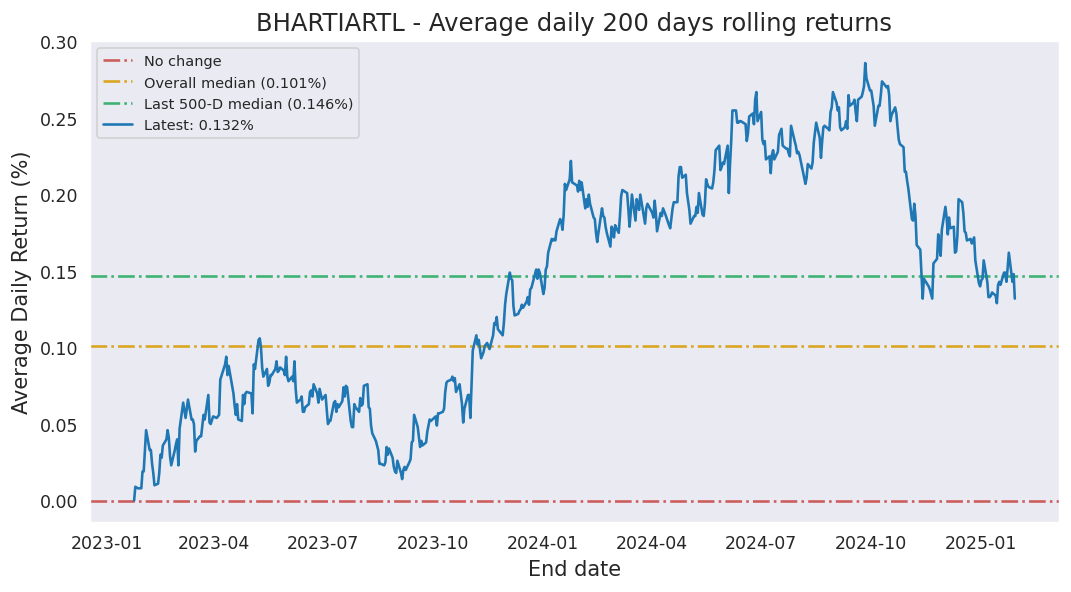 BHARTIARTL - Average daily 200 days rolling returns
No change
Overall median (0.101%)
Last 500-D median (0.146%)
Latest: 0.132%
Average Daily Return (%)
0.30
0.25
0.20
0.15
0.10
0.05
0.00
2023-01 2023-04 2023-07 2023-10 2024-01 2024-04 2024-07 2024-10 2025-01
End date